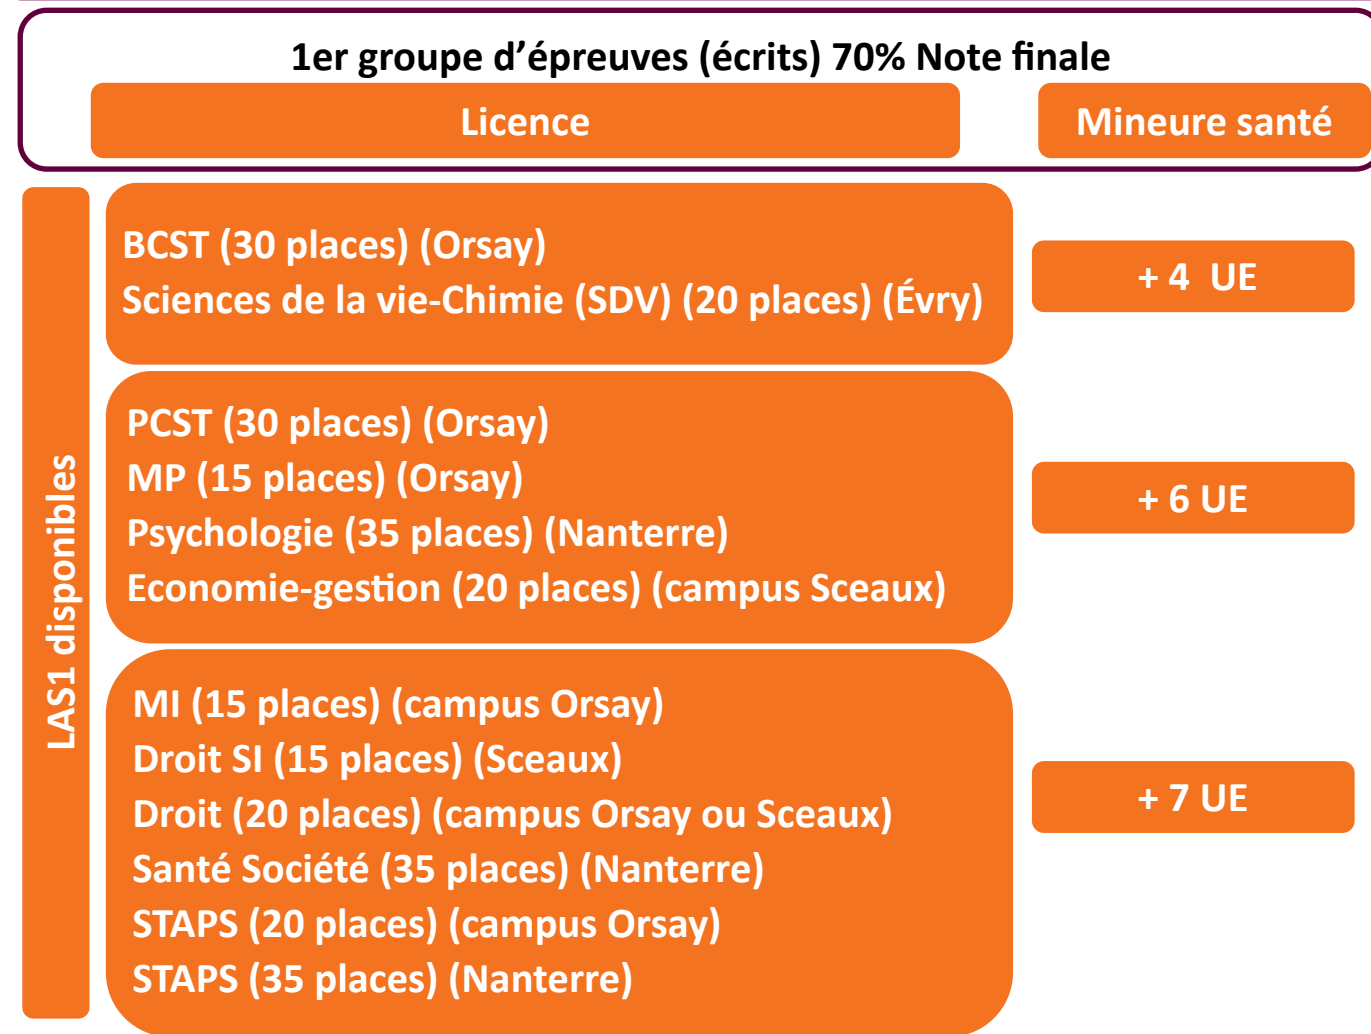 1er groupe d'épreuves (écrits) 70% Note finale
Licence
Mineure santé
LAS1 disponibles
BCST (30 places) (Orsay)
Sciences de la vie-Chimie (SDV) (20 places) (Évry)
+ 4 UE
PCST (30 places) (Orsay)
MP (15 places) (Orsay)
Psychologie (35 places) (Nanterre)
Economie-gestion (20 places) (campus Sceaux)
+ 6 UE
MI (15 places) (campus Orsay)
Droit SI (15 places) (Sceaux)
Droit (20 places) (campus Orsay ou Sceaux)
Santé Société (35 places) (Nanterre)
STAPS (20 places) (campus Orsay)
STAPS (35 places) (Nanterre)
+ 7 UE